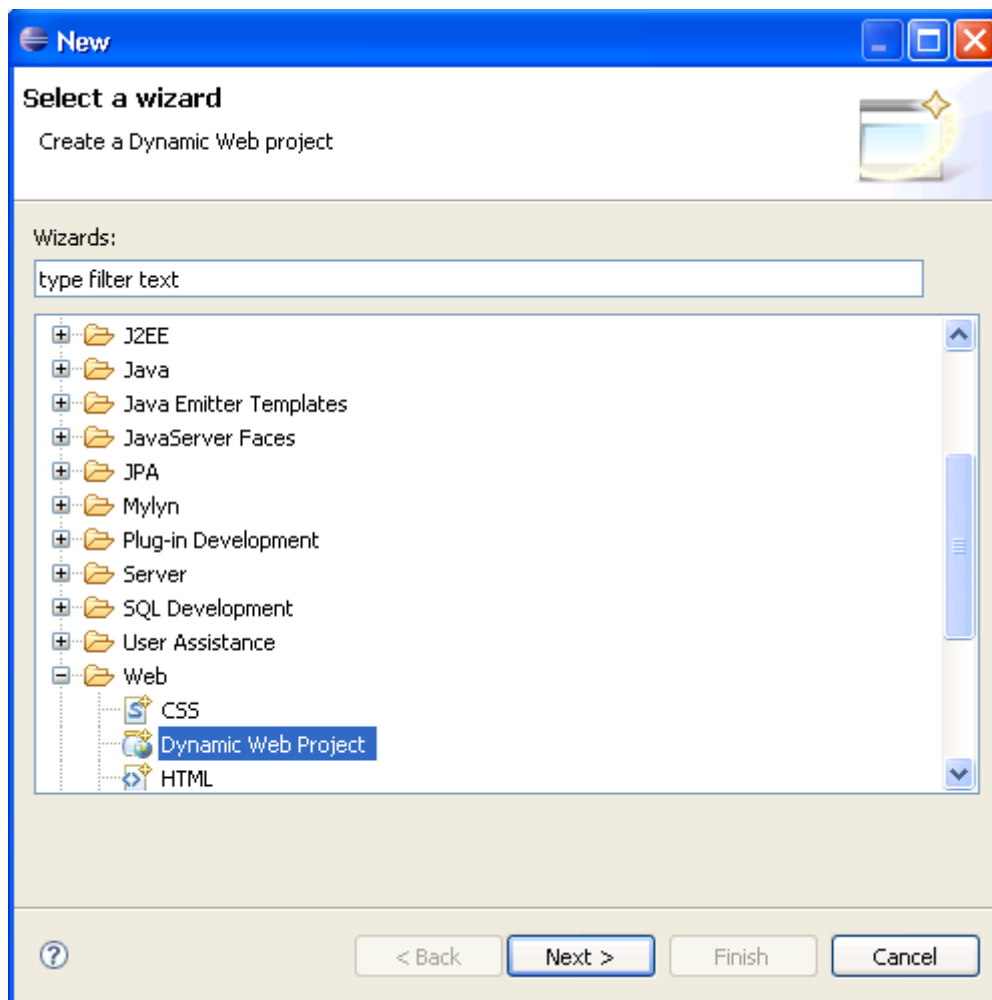 New
Select a wizard
Create a Dynamic Web project
Wizards:
type filter text
J2EE
Java
Java Emitter Templates
JavaServer Faces
JPA
Mylyn
Plug-in Development
Server
SQL Development
User Assistance
Web
CSS
Dynamic Web Project
HTML
< Back Next > Finish Cancel